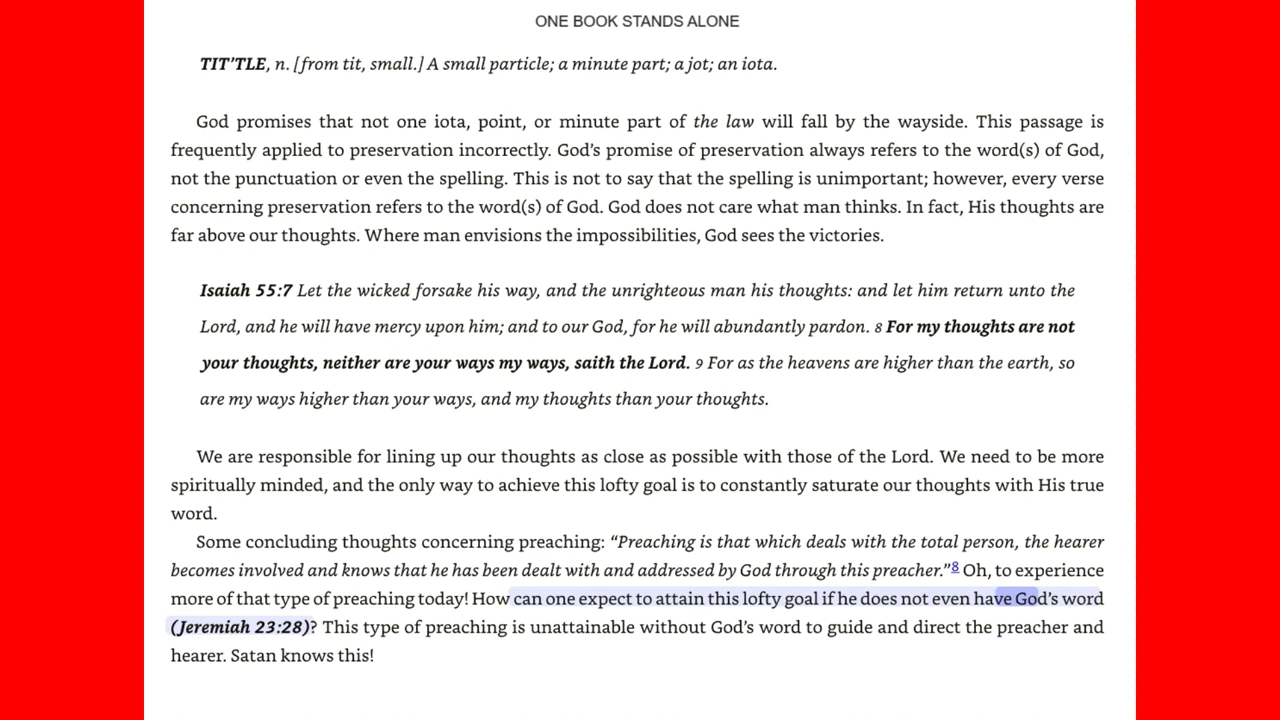 ONE BOOK STANDS ALONE
TIT’TLE, n. [from tit, small.] A small particle; a minute part; a jot; an iota.
God promises that not one iota, point, or minute part of the law will fall by the wayside. This passage is
frequently applied to preservation incorrectly. God’s promise of preservation always refers to the word(s) of God,
not the punctuation or even the spelling. This is not to say that the spelling is unimportant; however, every verse
concerning preservation refers to the word(s) of God. God does not care what man thinks. In fact, His thoughts are
far above our thoughts. Where man envisions the impossibilities, God sees the victories.
Isaiah 55:7 Let the wicked forsake his way, and the unrighteous man his thoughts: and let him return unto the
Lord, and he will have mercy upon him; and to our God, for he will abundantly pardon. 8 For my thoughts are not
your thoughts, neither are your ways my ways, saith the Lord. 9 For as the heavens are higher than the earth, so
are my ways higher than your ways, and my thoughts than your thoughts.
We are responsible for lining up our thoughts as close as possible with those of the Lord. We need to be more
spiritually minded, and the only way to achieve this lofty goal is to constantly saturate our thoughts with His true
word.
Some concluding thoughts concerning preaching: “Preaching is that which deals with the total person, the hearer
becomes involved and knows that he has been dealt with and addressed by God through this preacher.”8 Oh, to experience
more of that type of preaching today! How can one expect to attain this lofty goal if he does not even have God’s word
(Jeremiah 23:28)? This type of preaching is unattainable without God’s word to guide and direct the preacher and
hearer. Satan knows this!